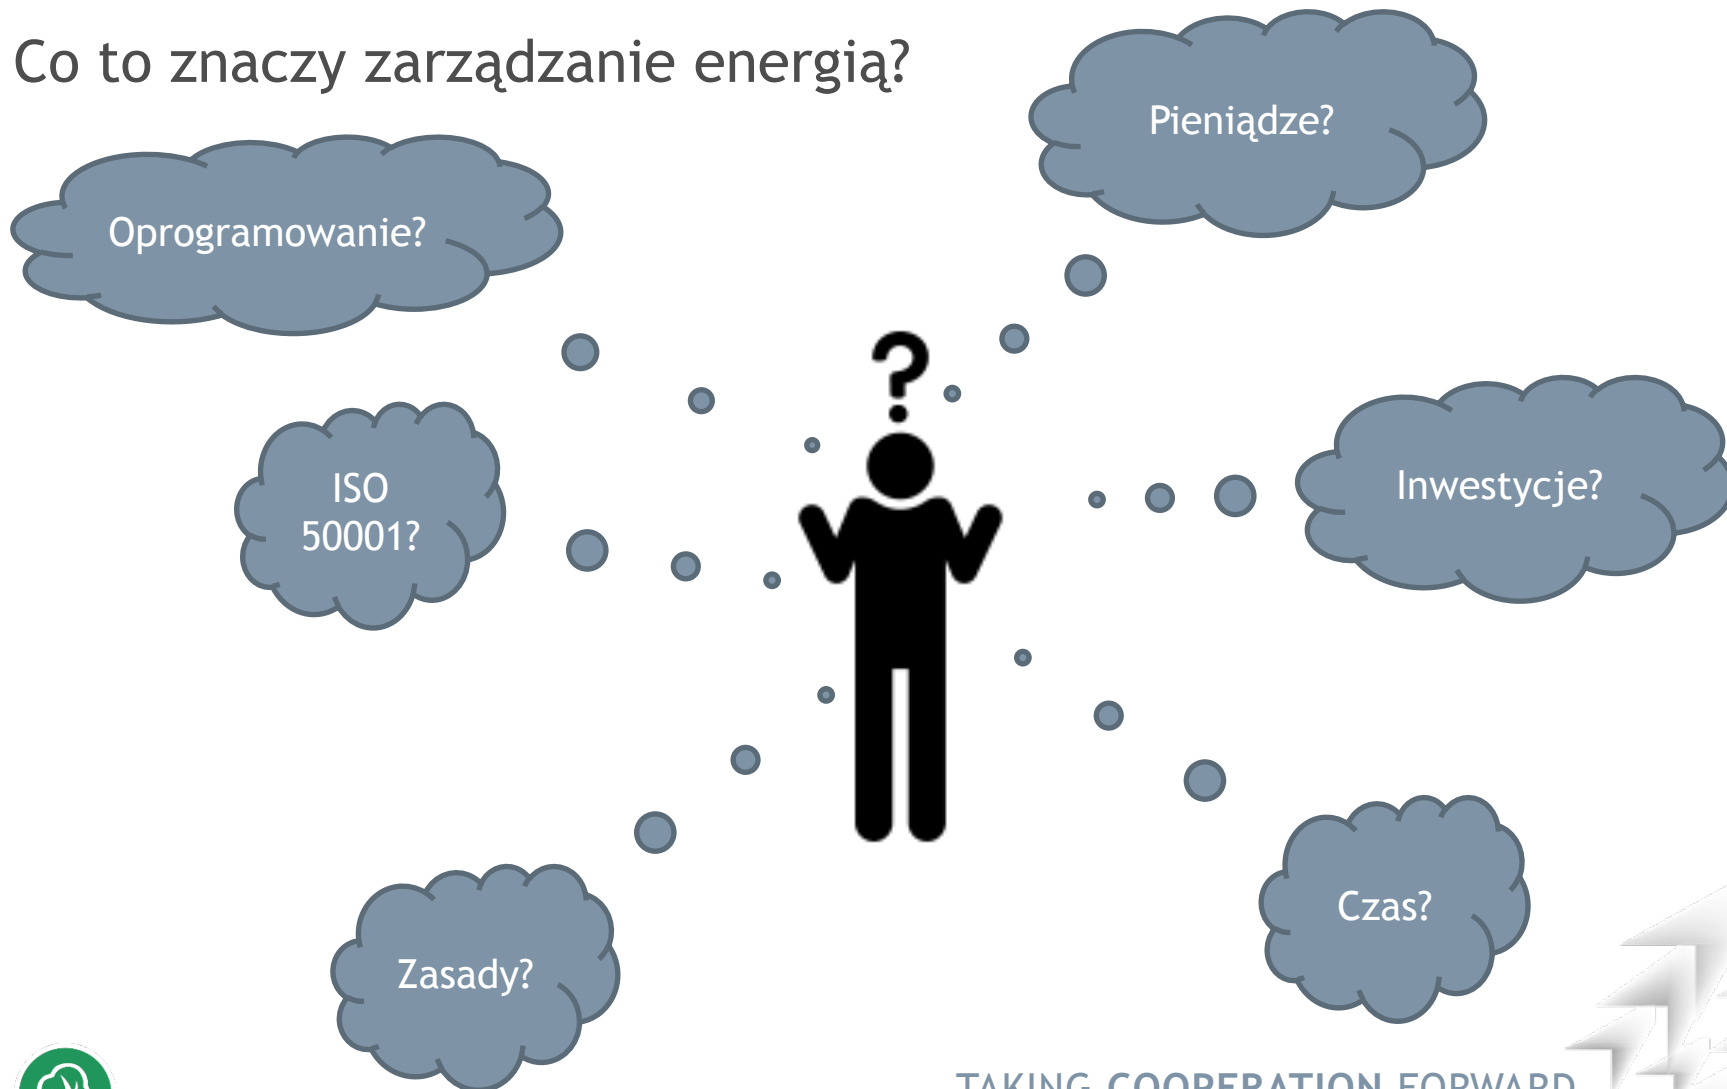 Co to znaczy zarządzanie energią?
Pieniądze?
Oprogramowanie?
ISO
50001?
Inwestycje?
Zasady?
Czas?
TAKING COOPERATION FORWARD